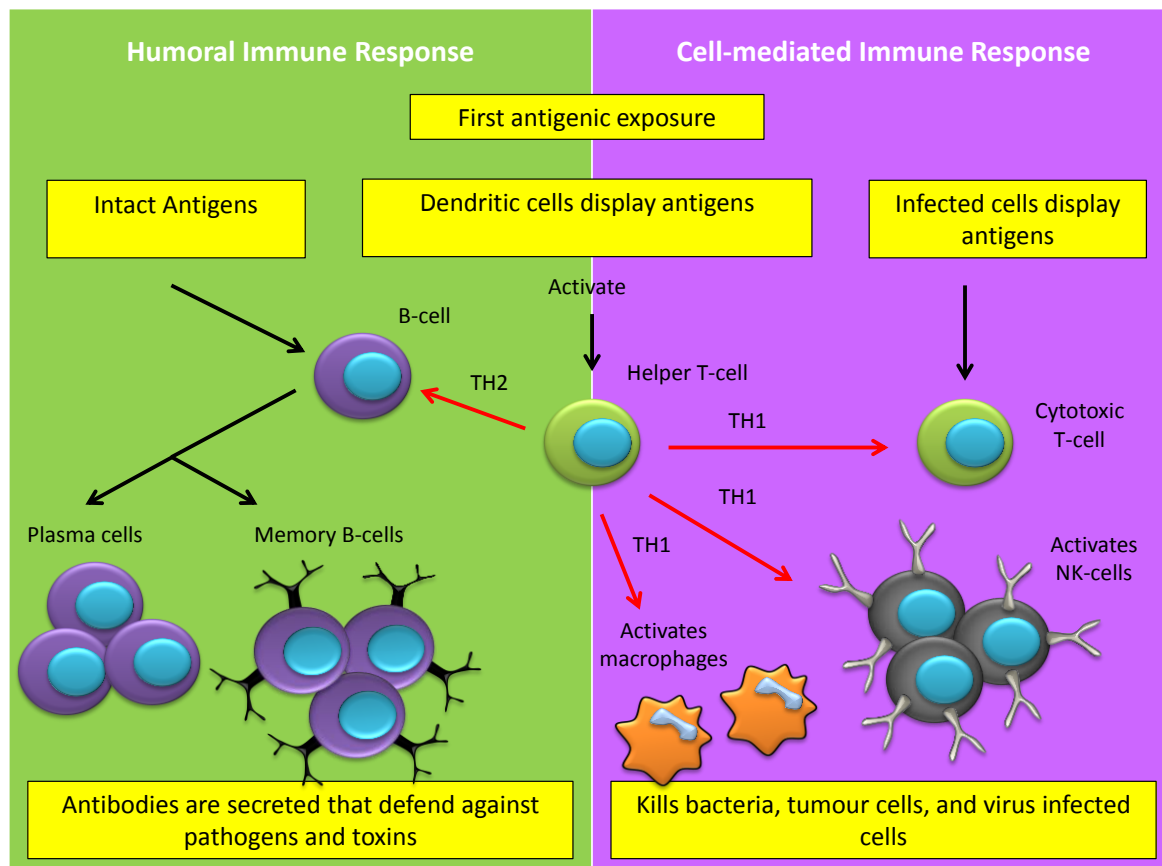 Humoral Immune Response
Cell-mediated Immune Response
First antigenic exposure
Intact Antigens
Dendritic cells display antigens
Infected cells display
antigens
Activate
B-cell
Helper T-cell
TH2
TH1
Cytotoxic
T-cell
TH1
TH1
Plasma cells
Memory B-cells
Activates
NK-cells
Activates
macrophages
Antibodies are secreted that defend against
pathogens and toxins
Kills bacteria, tumour cells, and virus infected
cells